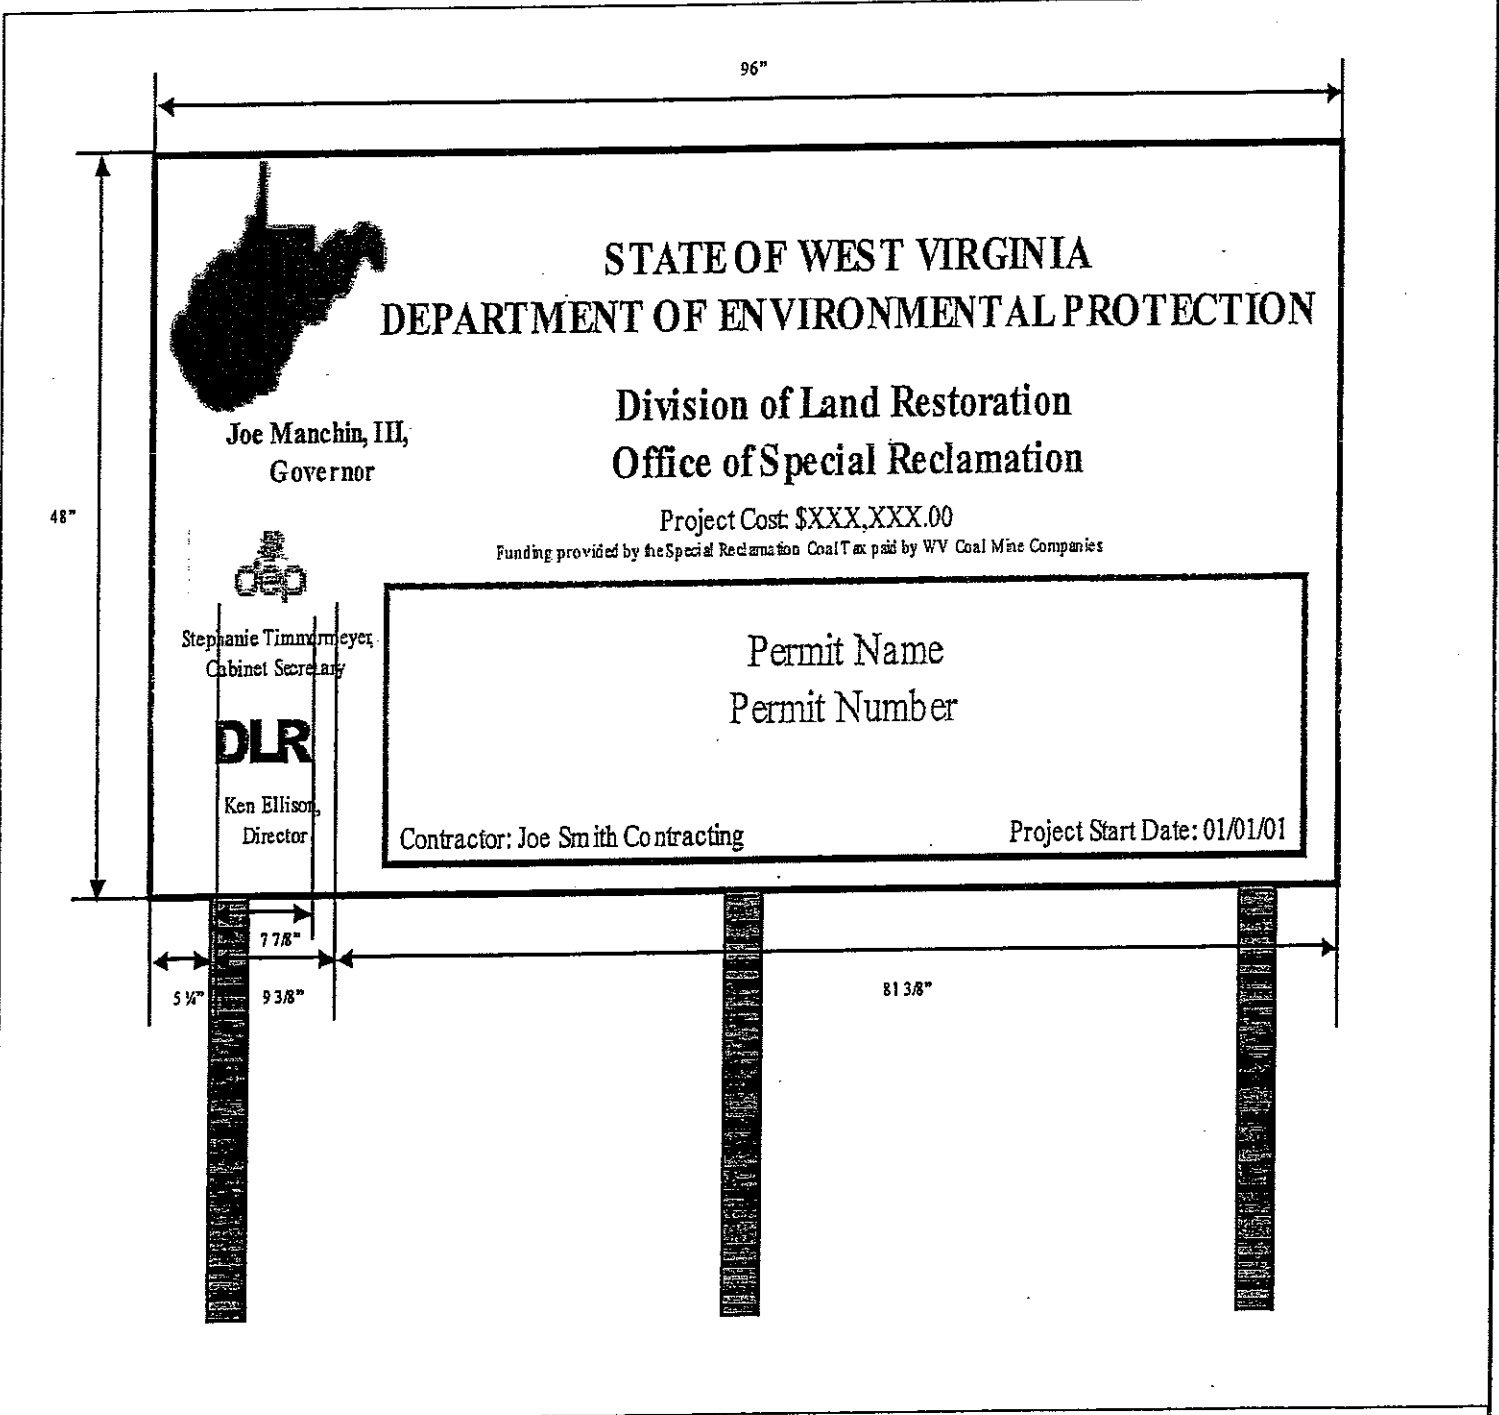 96"
STATE OF WEST VIRGINIA
DEPARTMENT OF ENVIRONMENTAL PROTECTION
Division of Land Restoration
Office of Special Reclamation
Project Cost: $XXX,XXX.00
Funding provided by the Special Reclamation Coal Tax paid by WV Coal Mine Companies
Joe Manchin, III,
Governor
48"
dep
Stephanie Timmermeyer,
Cabinet Secretary
DLR
Ken Ellison,
Director
Permit Name
Permit Number
Contractor: Joe Smith Contracting
Project Start Date: 01/01/01
7 7/8"
5 ¼"
9 3/8"
81 3/8"